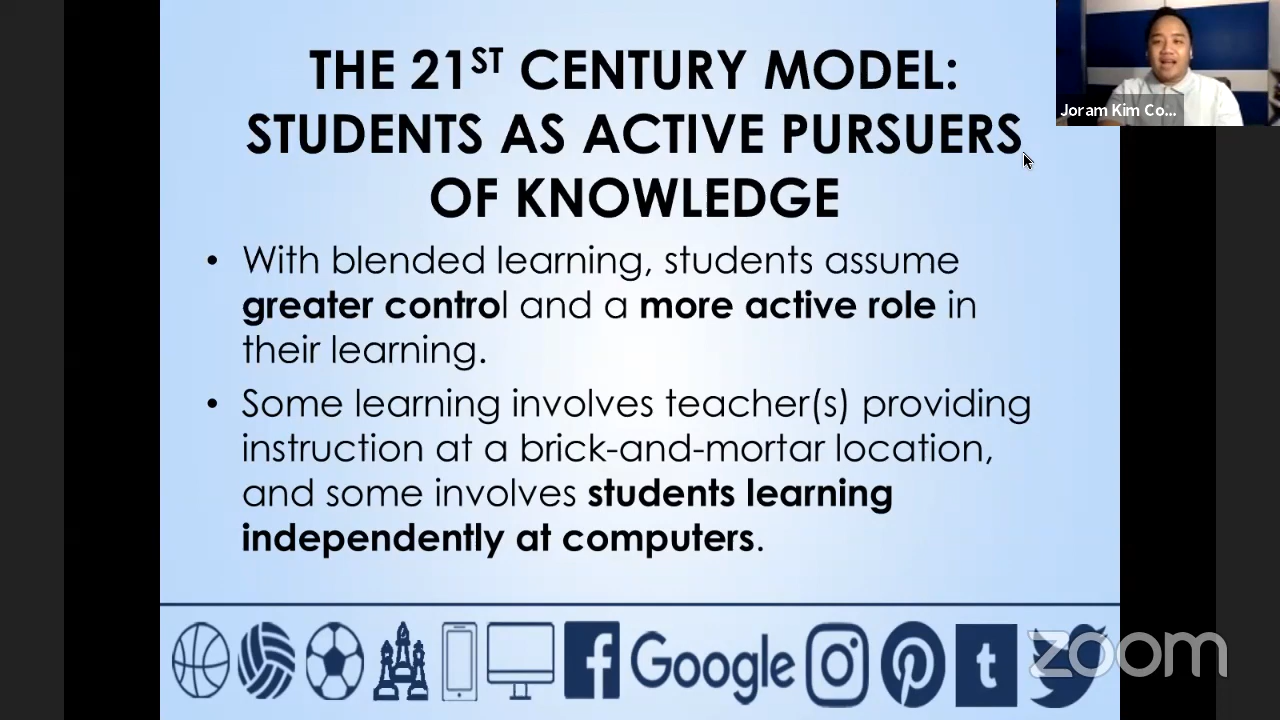 THE 21ST CENTURY MODEL:
STUDENTS AS ACTIVE PURSUERS
OF KNOWLEDGE
Joram Kim Co...
• With blended learning, students assume
greater control and a more active role in
their learning.
• Some learning involves teacher(s) providing
instruction at a brick-and-mortar location,
and some involves students learning
independently at computers.
f Google t zoom